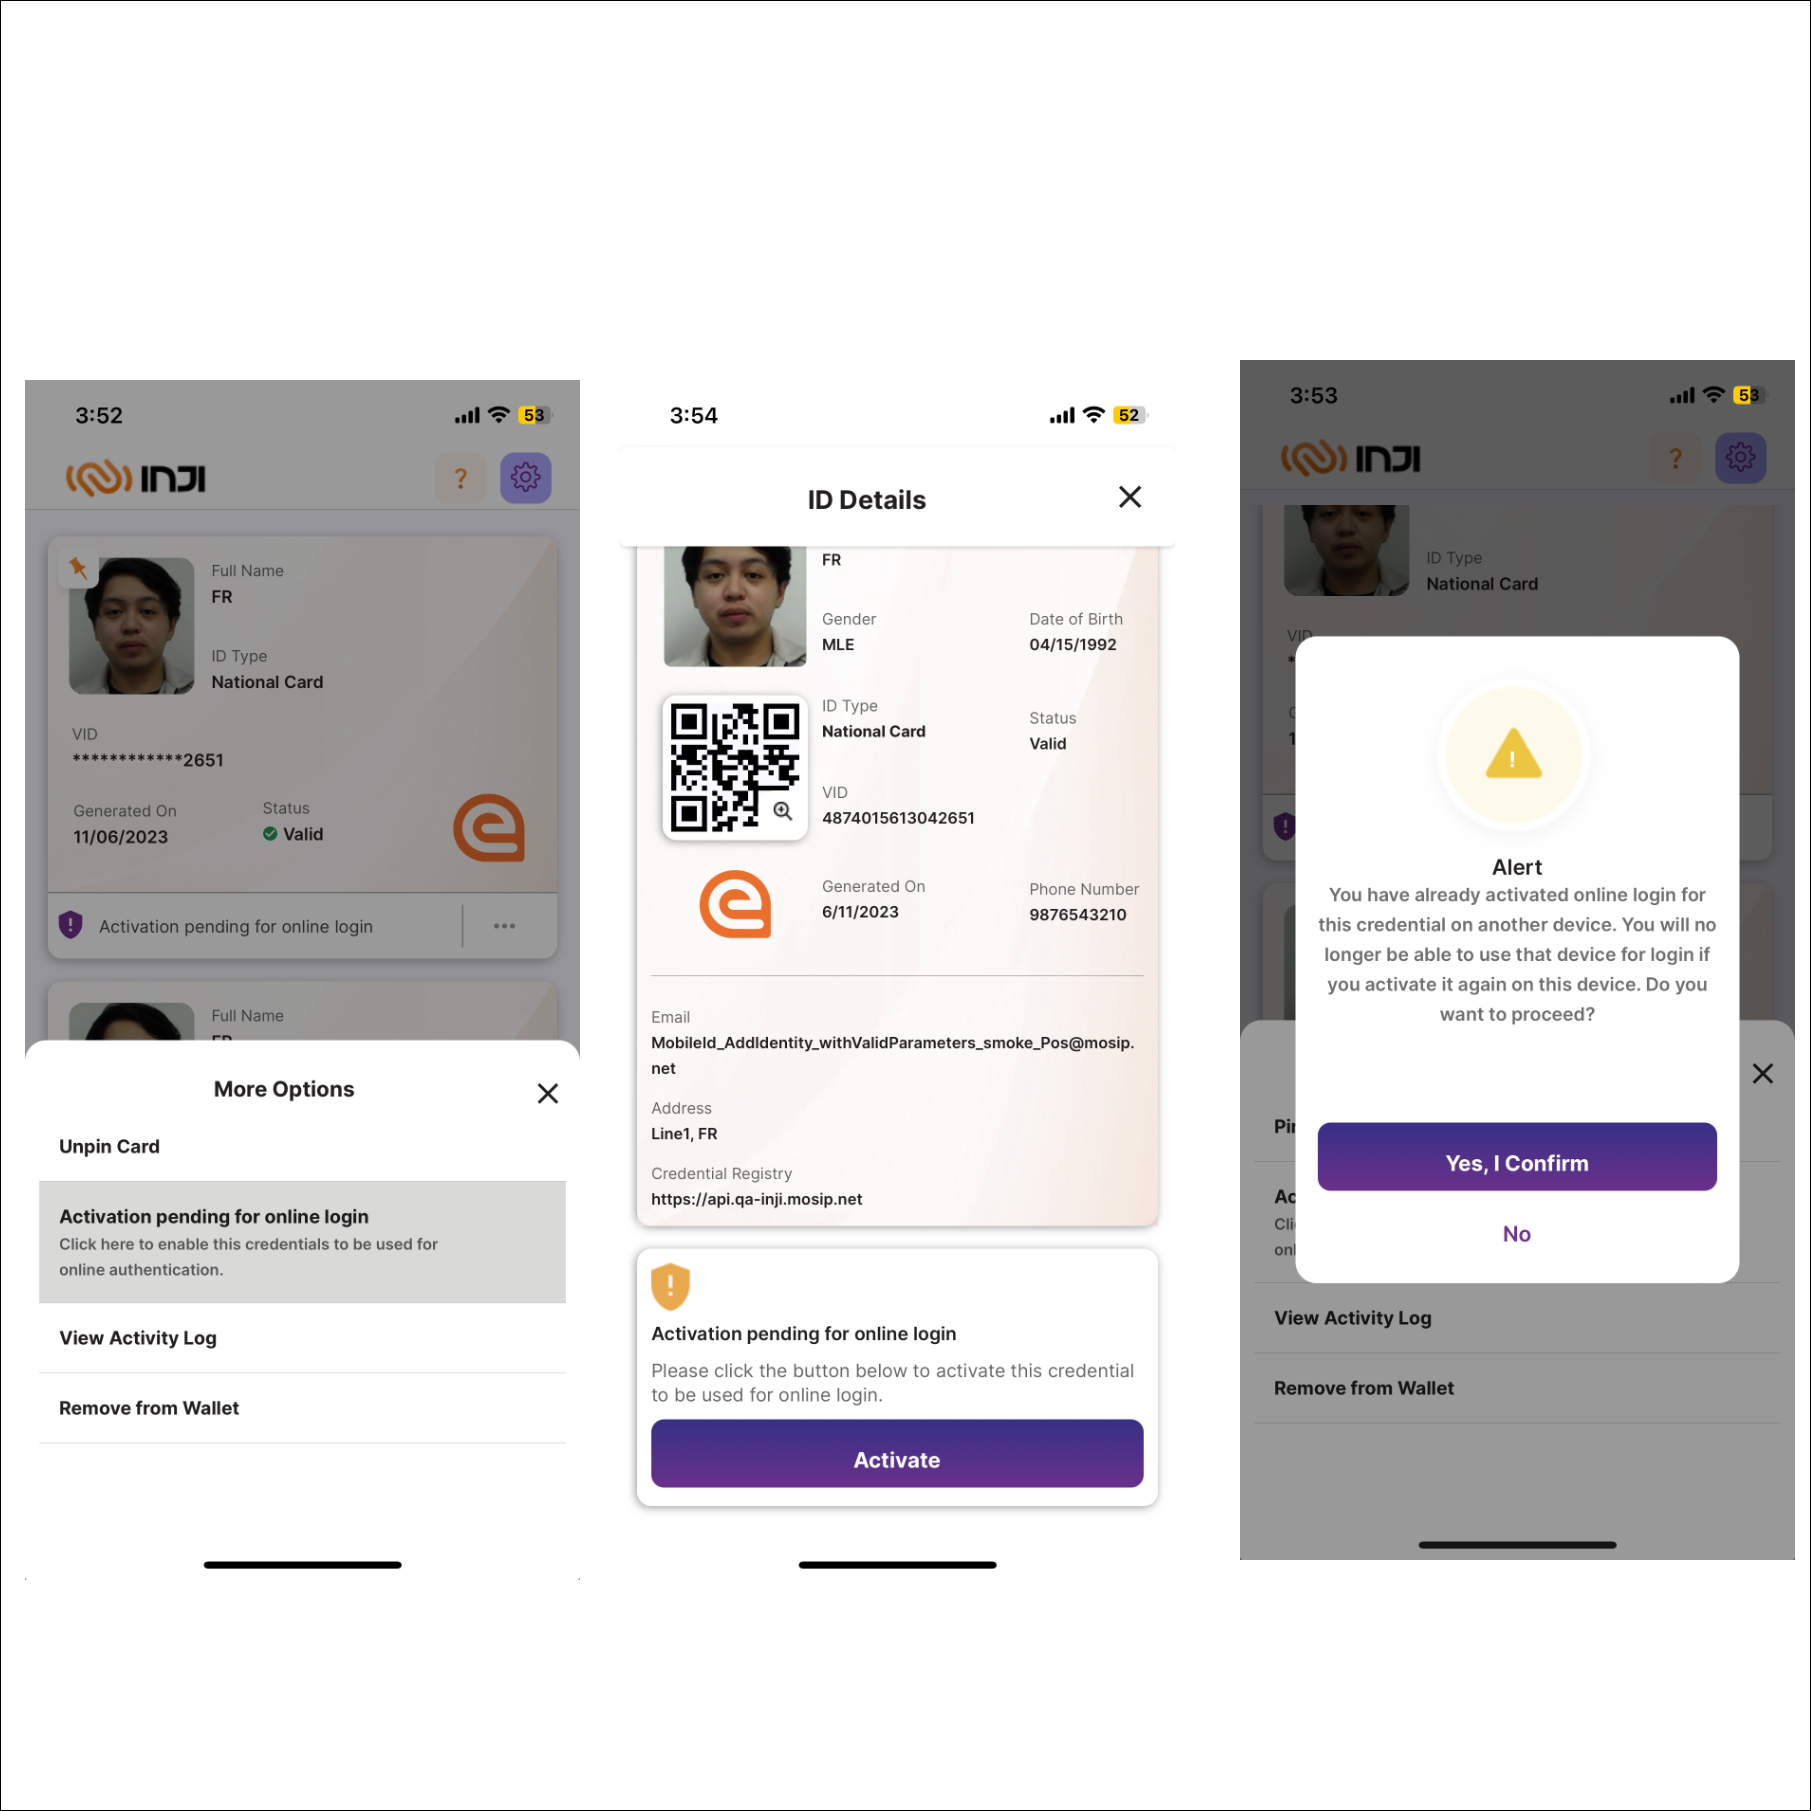 3:52
53
INJI
?
Full Name
FR
ID Type
National Card
VID
************2651
Generated On
11/06/2023
Status
Valid
Activation pending for online login
Full Name
FR
More Options
Unpin Card
Activation pending for online login
Click here to enable this credentials to be used for
online authentication.
View Activity Log
Remove from Wallet
3:54
52
ID Details
FR
Gender
MLE
Date of Birth
04/15/1992
ID Type
National Card
Status
Valid
VID
4874015613042651
Generated On
6/11/2023
Phone Number
9876543210
Email
MobileId_AddIdentity_withValidParameters_smoke_Pos@mosip.
net
Address
Line1, FR
Credential Registry
https://api.qa-inji.mosip.net
Activation pending for online login
Please click the button below to activate this credential
to be used for online login.
Activate
3:53
53
INJI
?
ID Type
National Card
VID
Alert
You have already activated online login for
this credential on another device. You will no
longer be able to use that device for login if
you activate it again on this device. Do you
want to proceed?
Yes, I Confirm
No
View Activity Log
Remove from Wallet